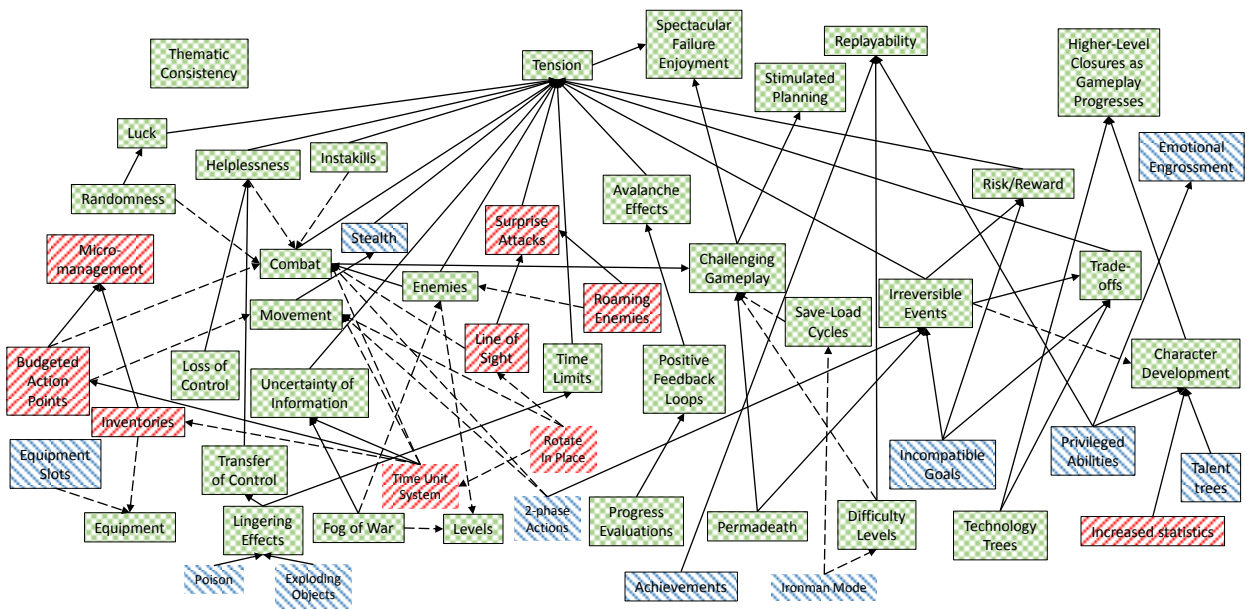 Thematic
Consistency
Tension
Spectacular
Failure
Enjoyment
Replayability
Stimulated
Planning
Higher-Level
Closures as
Gameplay
Progresses
Luck
Helplessness
Instakills
Emotional
Engrossment
Randomness
Avalanche
Effects
Risk/Reward
Micro-
management
Stealth
Surprise
Attacks
Combat
Challenging
Gameplay
Trade-
offs
Enemies
Roaming
Enemies
Irreversible
Events
Movement
Save-Load
Cycles
Line of
Sight
Budgeted
Action
Points
Loss of
Control
Uncertainty of
Information
Time
Limits
Positive
Feedback
Loops
Character
Development
Inventories
Equipment
Slots
Transfer
of Control
Time Unit
System
Rotate
In Place
Incompatible
Goals
Privileged
Abilities
Talent
trees
Equipment
Lingering
Effects
Fog of War
Levels
2-phase
Actions
Progress
Evaluations
Permadeath
Difficulty
Levels
Technology
Trees
Increased statistics
Poison
Exploding
Objects
Achievements
Ironman Mode